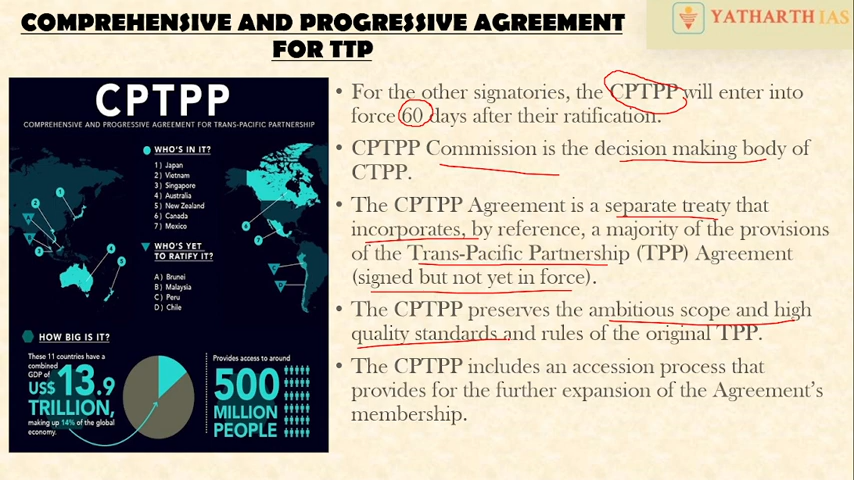 COMPREHENSIVE AND PROGRESSIVE AGREEMENT
FOR TTP
YATHARTH IAS
CPTPP
COMPREHENSIVE AND PROGRESSIVE AGREEMENT FOR TRANS-PACIFIC PARTNERSHIP
WHO'S IN IT?
1) Japan
2) Vietnam
3) Singapore
4) Australia
5) New Zealand
6) Canada
7) Mexico
WHO'S YET
TO RATIFY IT?
A) Brunei
B) Malaysia
C) Peru
D) Chile
HOW BIG IS IT?
These 11 countries have a
combined
GDP of
US$ 13.9
TRILLION,
making up 14% of the global
economy.
Provides access to around
500
MILLION
PEOPLE
• For the other signatories, the CPTPP will enter into
force 60 days after their ratification.
• CPTPP Commission is the decision making body of
CTPP.
• The CPTPP Agreement is a separate treaty that
incorporates, by reference, a majority of the provisions
of the Trans-Pacific Partnership (TPP) Agreement
(signed but not yet in force).
• The CPTPP preserves the ambitious scope and high
quality standards and rules of the original TPP.
• The CPTPP includes an accession process that
provides for the further expansion of the Agreement's
membership.